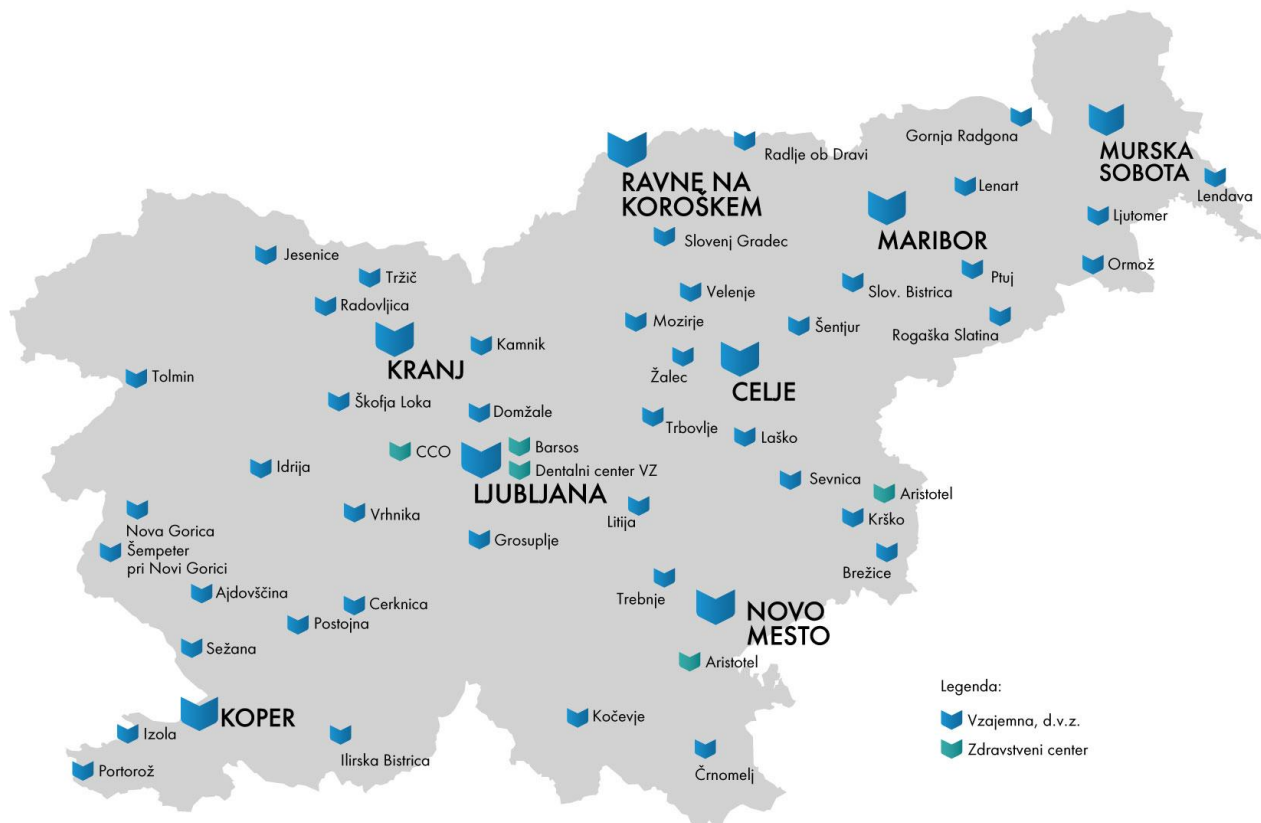 Gornja Radgona
MURSKA
SOBOTA
Radlje ob Dravi
RAVNE NA
KOROŠKEM
Lenart
Lendava
Ljutomer
MARIBOR
Slovenj Gradec
Jesenice
Tržič
Ormož
Ptuj
Slov. Bistrica
Velenje
Radovljica
Mozirje
Šentjur
Rogaška Slatina
Kamnik
KRANJ
Žalec
CELJE
Tolmin
Škofja Loka
Domžale
Trbovlje
Laško
CCO
Barsos
Dentalni center VZ
LJUBLJANA
Idrija
Sevnica
Aristotel
Vrhnika
Litija
Krško
Nova Gorica
Šempeter
pri Novi Gorici
Grosuplje
Brežice
Ajdovščina
Trebnje
Cerknica
Postojna
NOVO
MESTO
Sežana
Aristotel
Legenda:
KOPER
Kočevje
Vzajemna, d.v.z.
Izola
Ilirska Bistrica
Zdravstveni center
Portorož
Črnomelj